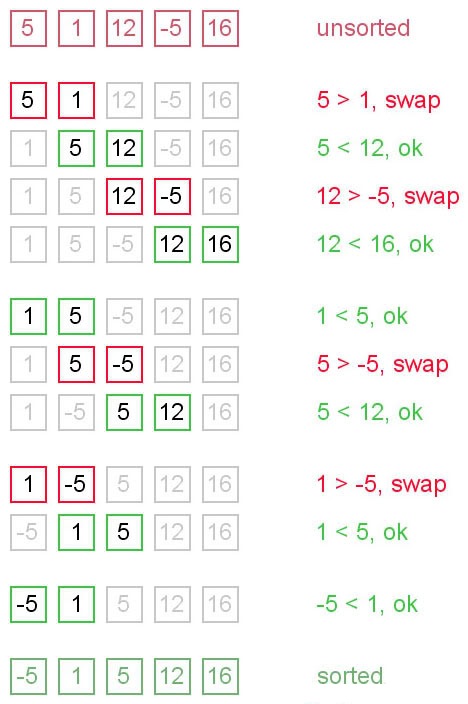 5 1 12 -5 16 unsorted
5 1 12 -5 16 5 > 1, swap
1 5 12 -5 16 5 < 12, ok
1 5 12 -5 16 12 > -5, swap
1 5 -5 12 16 12 < 16, ok
1 5 -5 12 16 1 < 5, ok
1 5 -5 12 16 5 > -5, swap
1 -5 5 12 16 5 < 12, ok
1 -5 5 12 16 1 > -5, swap
-5 1 5 12 16 1 < 5, ok
-5 1 5 12 16 -5 < 1, ok
-5 1 5 12 16 sorted